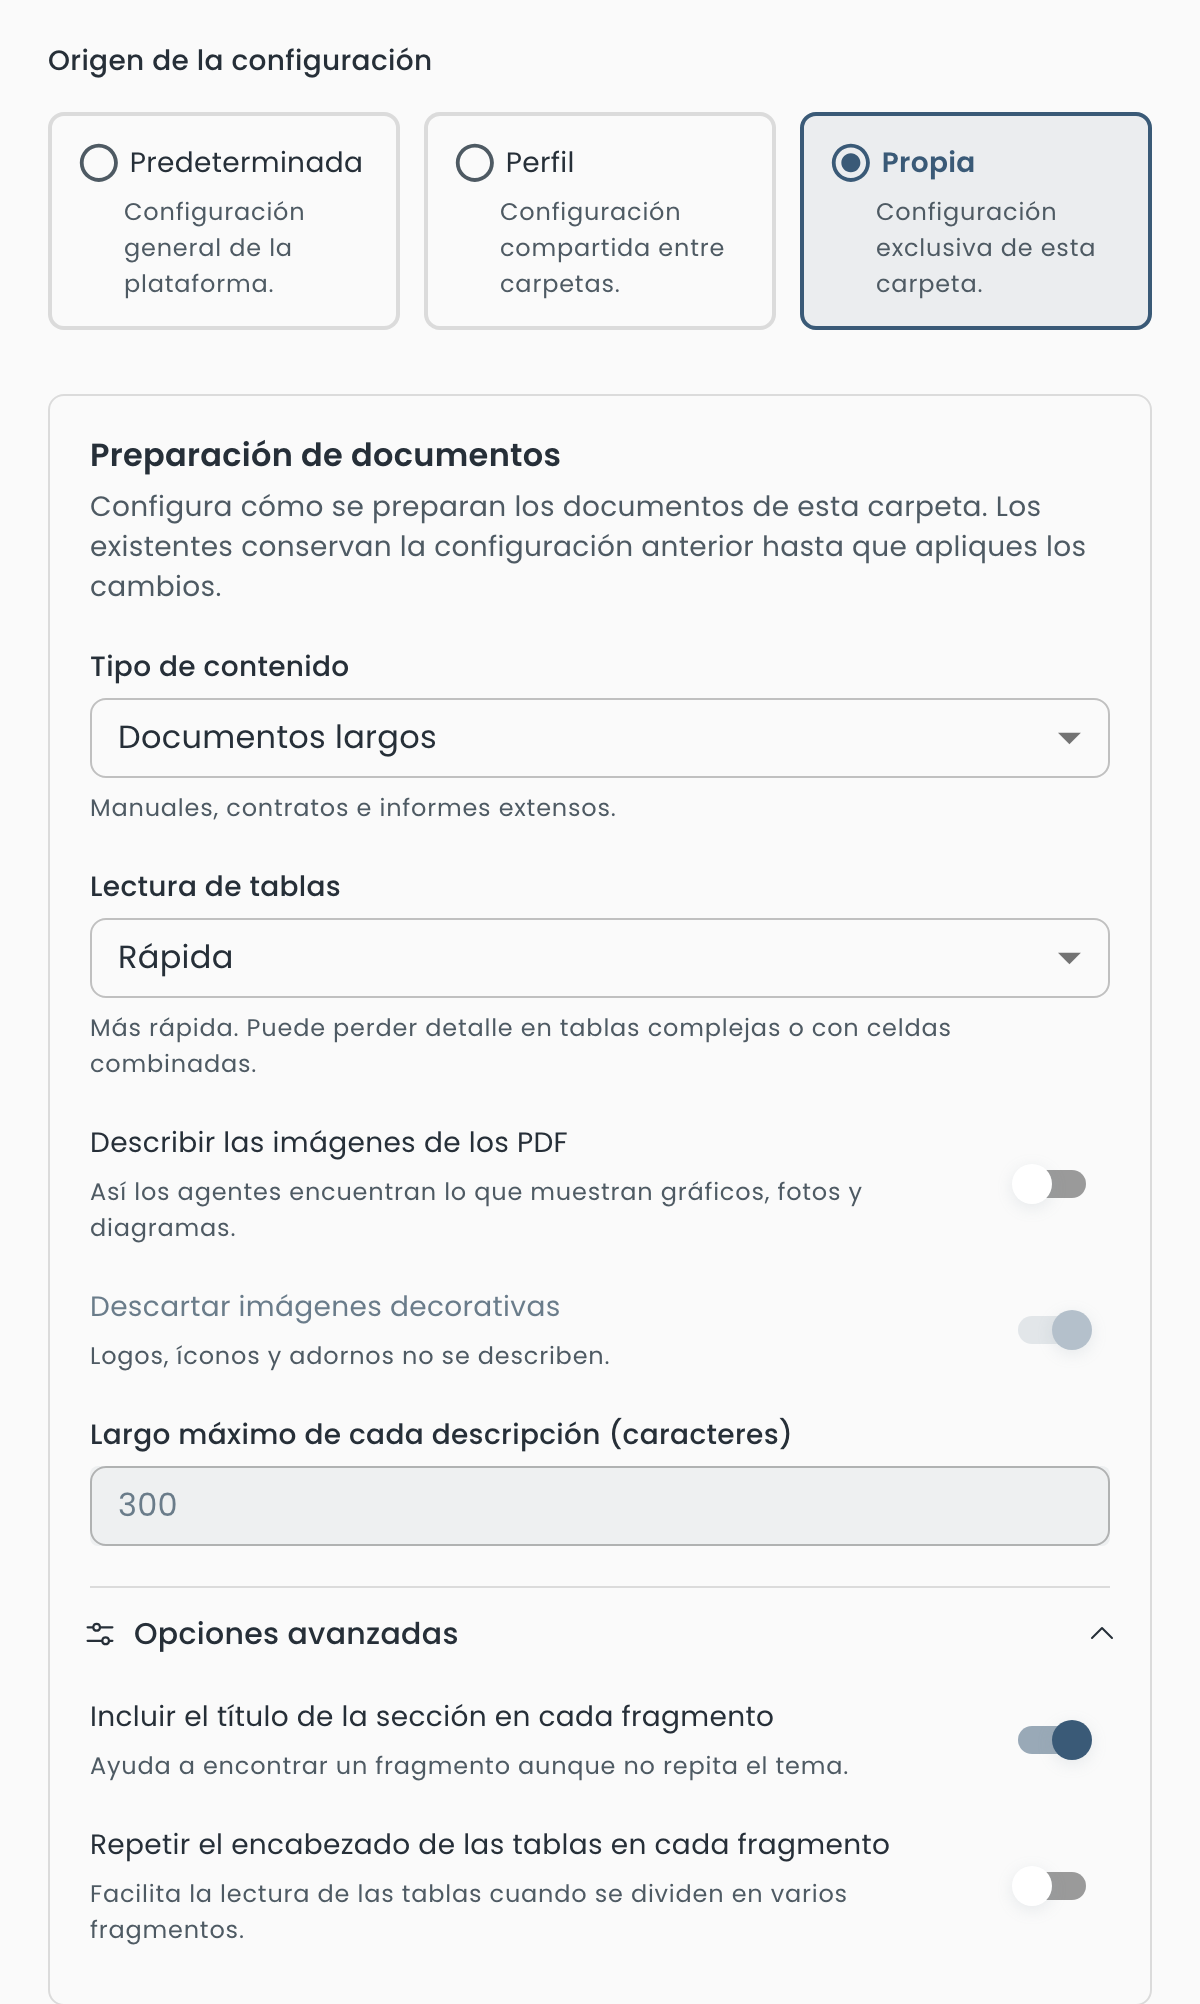 Origen de la configuración
Predeterminada
Configuración
general de la
plataforma.
Perfil
Configuración
compartida entre
carpetas.
Propia
Configuración
exclusiva de esta
carpeta.
Preparación de documentos
Configura cómo se preparan los documentos de esta carpeta. Los
existentes conservan la configuración anterior hasta que apliques los
cambios.
Tipo de contenido
Documentos largos
Manuales, contratos e informes extensos.
Lectura de tablas
Rápida
Más rápida. Puede perder detalle en tablas complejas o con celdas
combinadas.
Describir las imágenes de los PDF
Así los agentes encuentran lo que muestran gráficos, fotos y
diagramas.
Descartar imágenes decorativas
Logos, íconos y adornos no se describen.
Largo máximo de cada descripción (caracteres)
300
Opciones avanzadas
Incluir el título de la sección en cada fragmento
Ayuda a encontrar un fragmento aunque no repita el tema.
Repetir el encabezado de las tablas en cada fragmento
Facilita la lectura de las tablas cuando se dividen en varios
fragmentos.